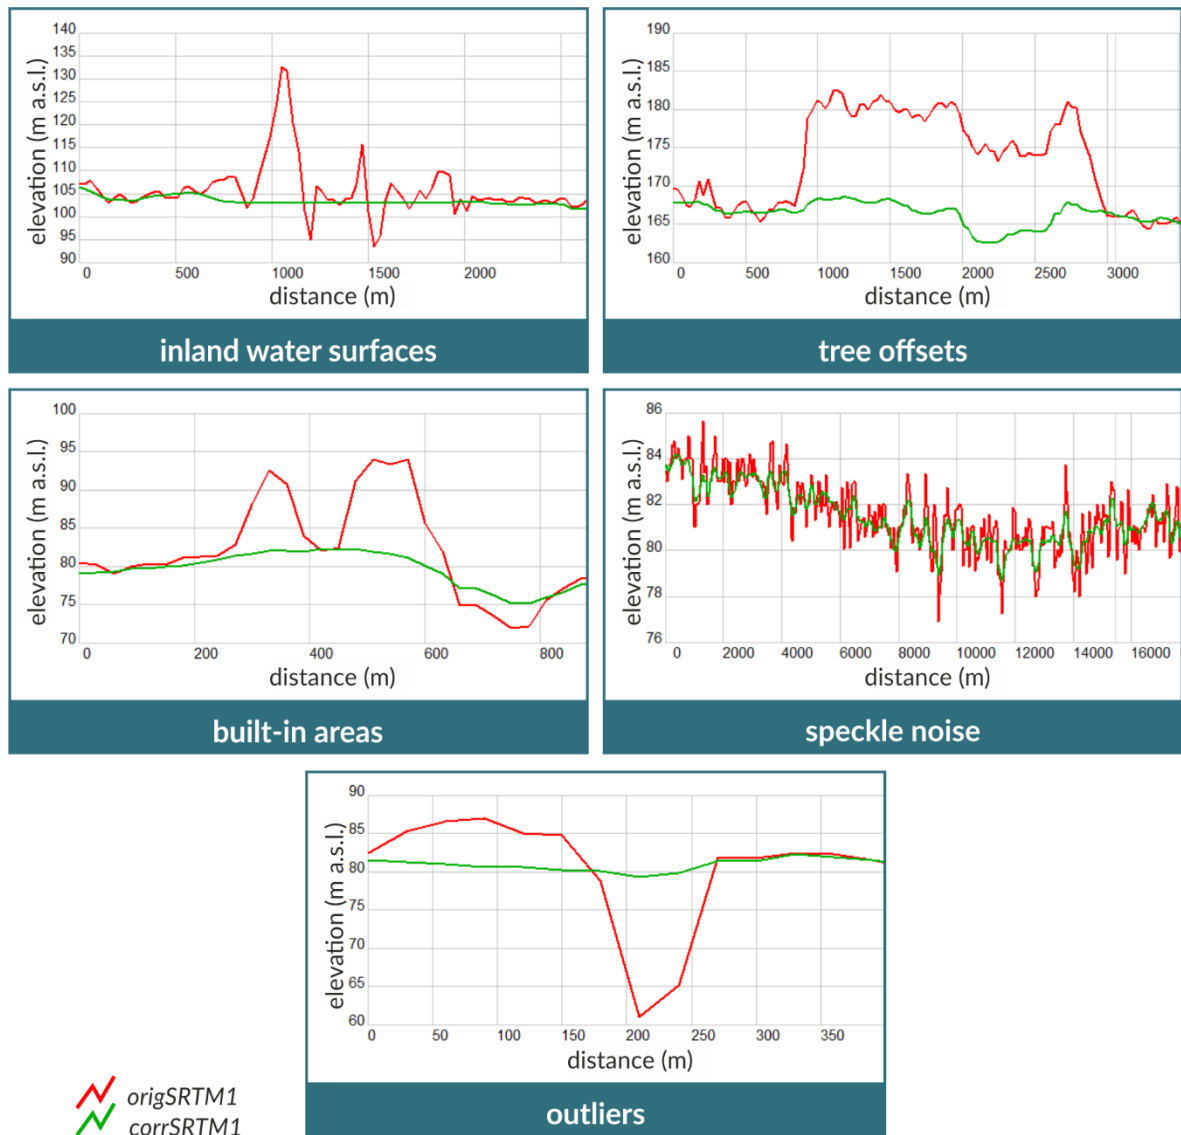 140
135
130
125
120
115
110
105
100
95
90
elevation (m a.s.l.)
0 500 1000 1500 2000
distance (m)
inland water surfaces
190
185
180
175
170
165
160
elevation (m a.s.l.)
0 500 1000 1500 2000 2500 3000
distance (m)
tree offsets
100
95
90
85
80
75
70
elevation (m a.s.l.)
0 200 400 600 800
distance (m)
built-in areas
86
84
82
80
78
76
elevation (m a.s.l.)
0 2000 4000 6000 8000 10000 12000 14000 16000
distance (m)
speckle noise
90
85
80
75
70
65
60
elevation (m a.s.l.)
0 50 100 150 200 250 300 350
distance (m)
outliers
origSRTM1
corrSRTM1